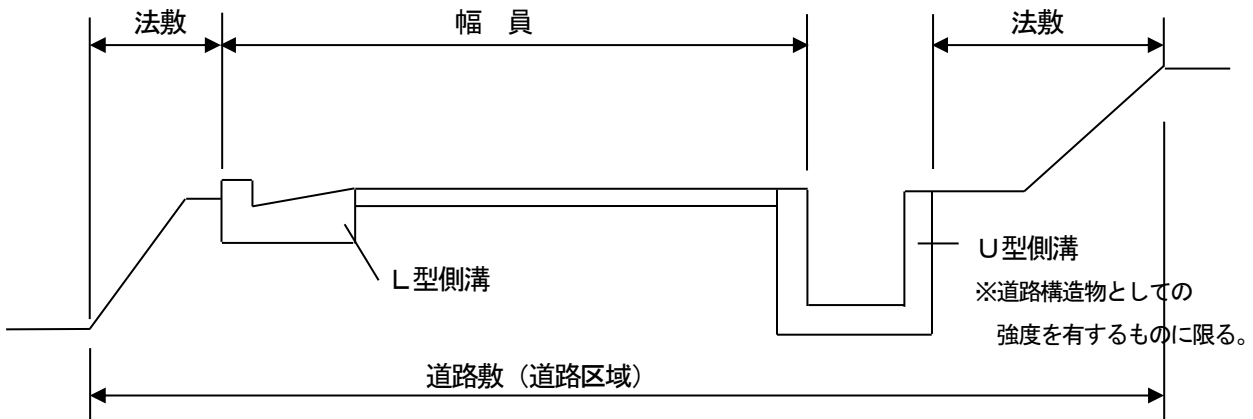 法敷
幅 員
法敷
L型側溝
U型側溝
※道路構造物としての
強度を有するものに限る。
道路敷（道路区域）